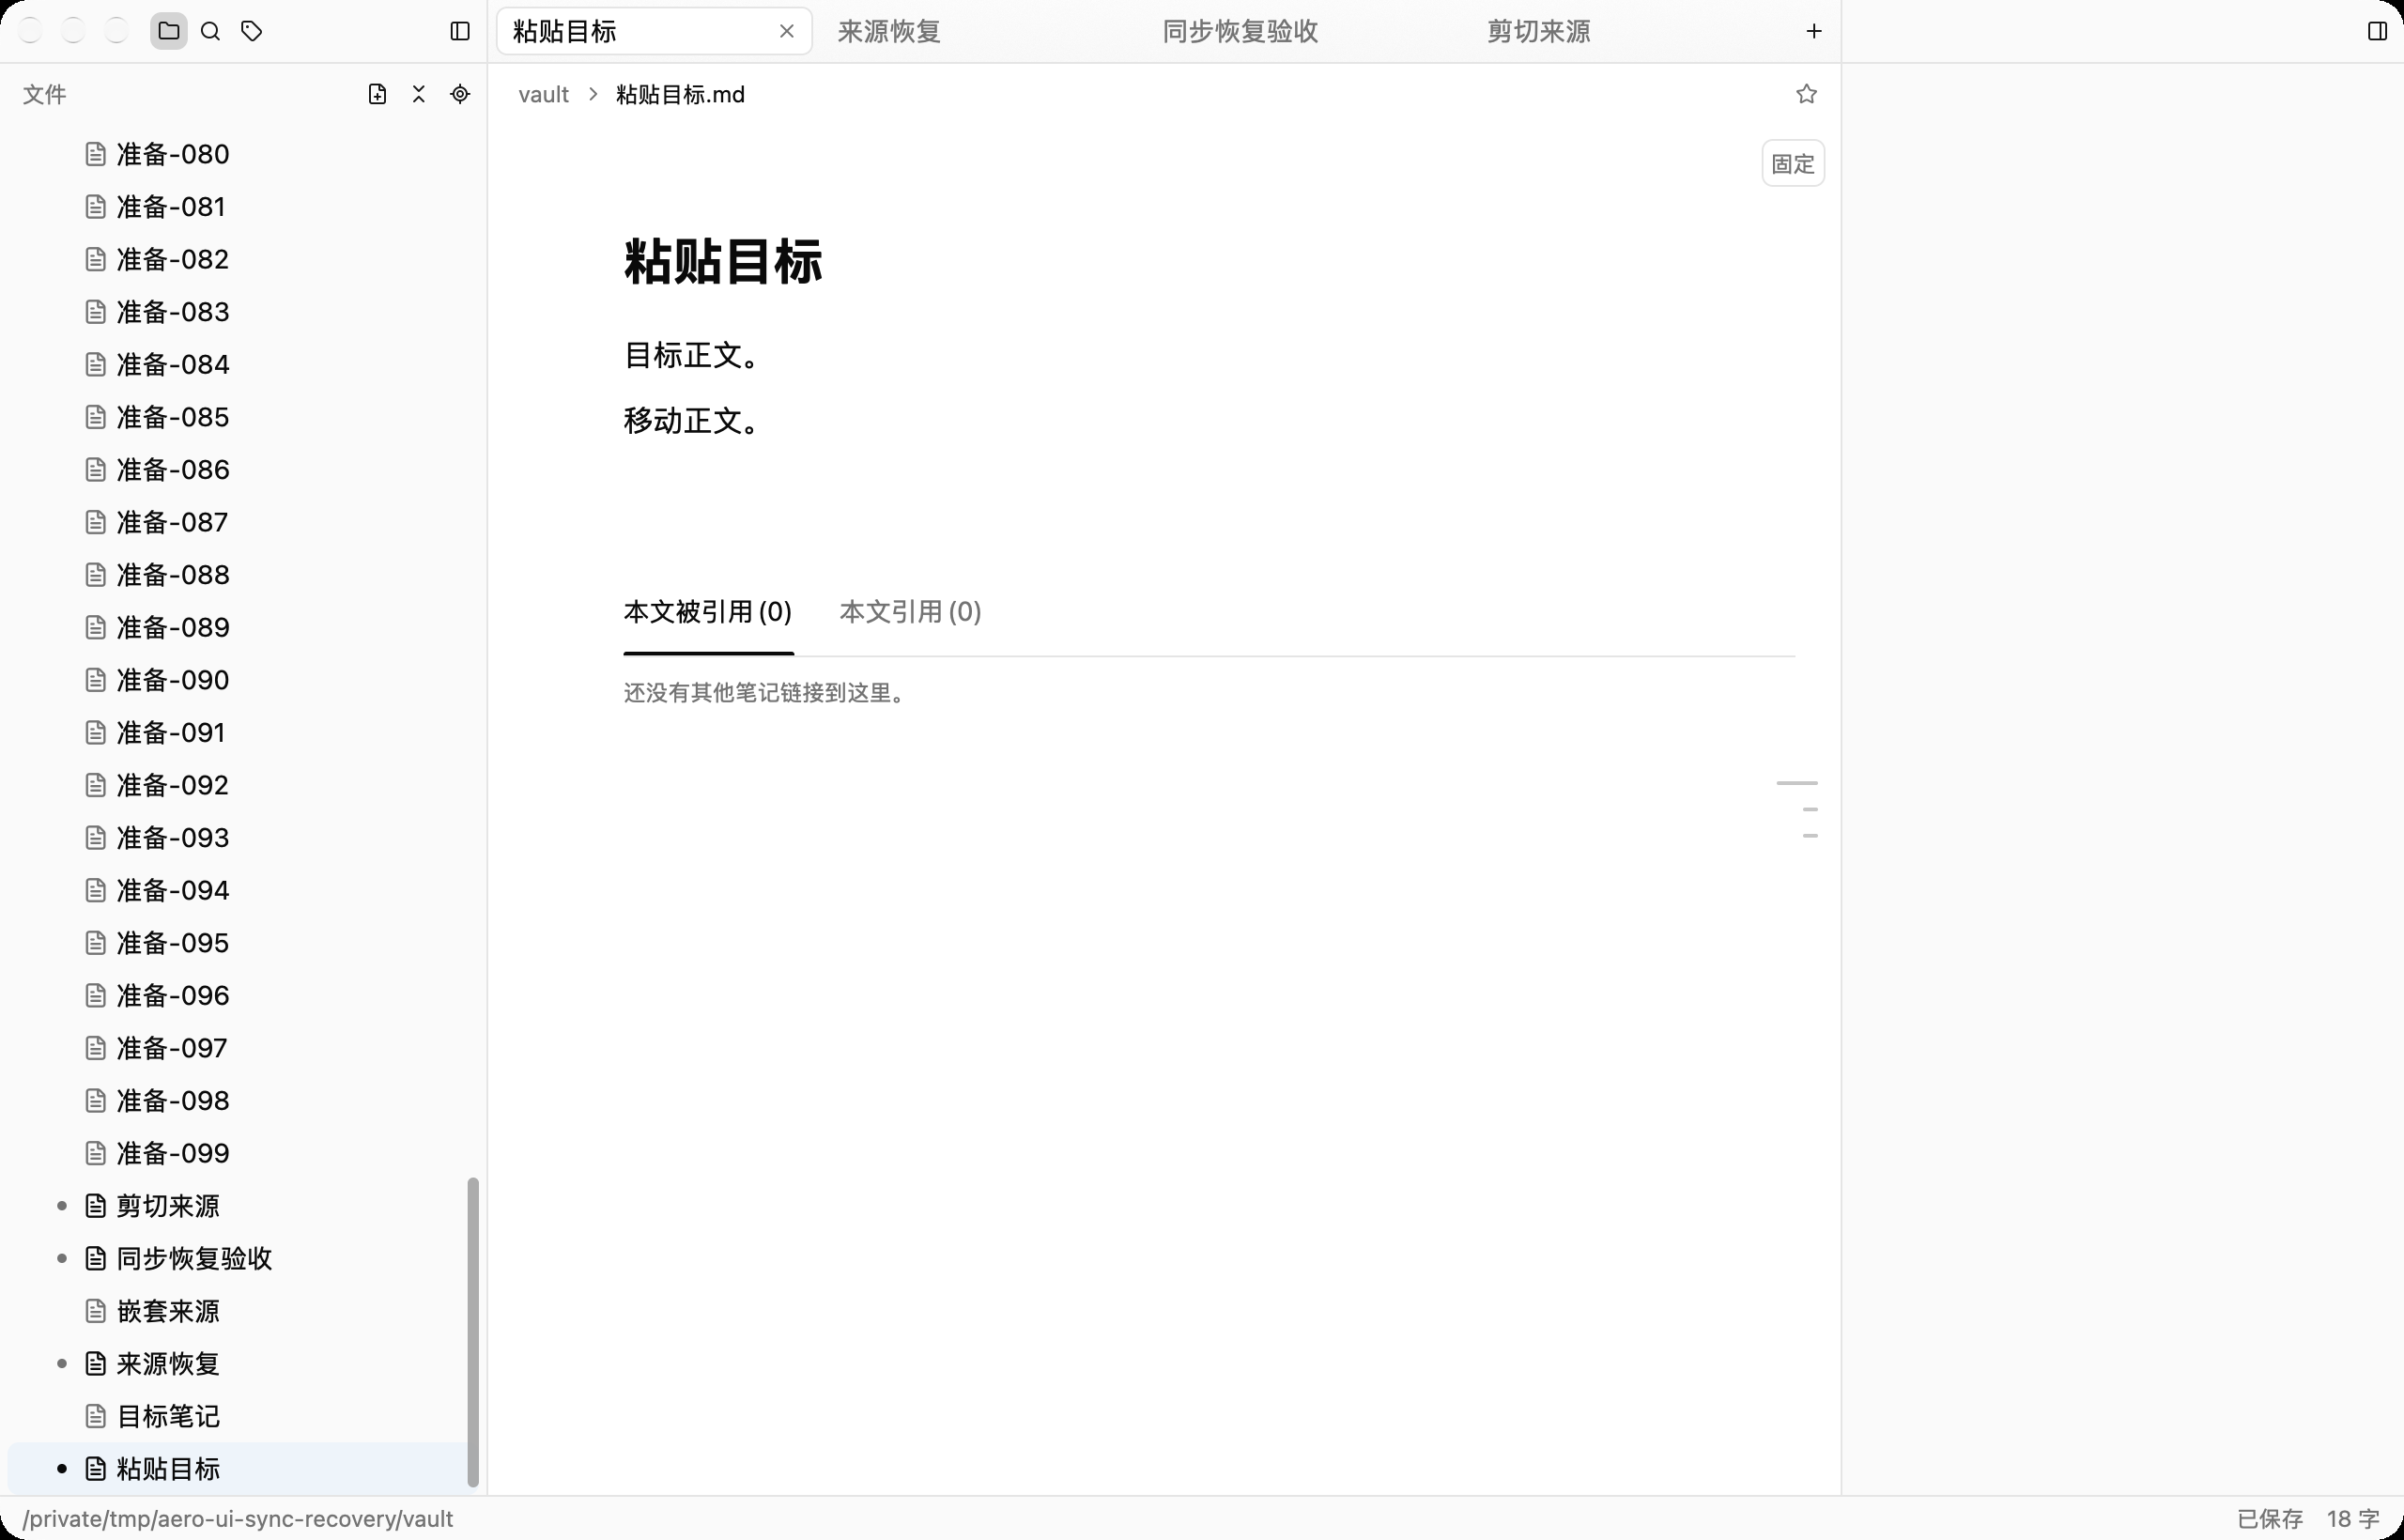 粘贴目标
来源恢复
同步恢复验收
剪切来源
文件
准备-080
准备-081
准备-082
准备-083
准备-084
准备-085
准备-086
准备-087
准备-088
准备-089
准备-090
准备-091
准备-092
准备-093
准备-094
准备-095
准备-096
准备-097
准备-098
准备-099
剪切来源
同步恢复验收
嵌套来源
来源恢复
目标笔记
粘贴目标
vault > 粘贴目标.md
固定
粘贴目标
目标正文。
移动正文。
本文被引用 (0) 本文引用 (0)
还没有其他笔记链接到这里。
/private/tmp/aero-ui-sync-recovery/vault
已保存 18 字